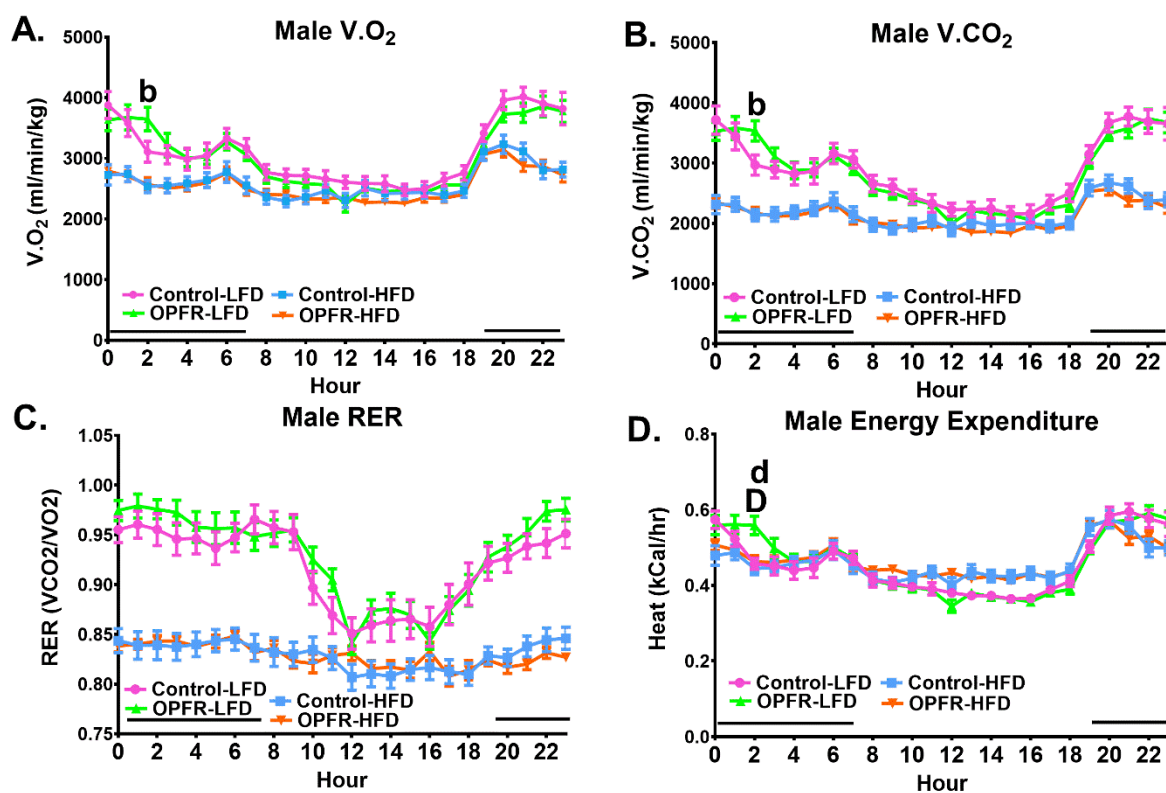 A.
Male V.O2
V.O2 (ml/min/kg)
5000
4000
3000
2000
1000
0
b
Control-LFD
Control-HFD
OPFR-LFD
OPFR-HFD
0 2 4 6 8 10 12 14 16 18 20 22
Hour
B.
Male V.CO2
V.CO2 (ml/min/kg)
5000
4000
3000
2000
1000
0
b
Control-LFD
Control-HFD
OPFR-LFD
OPFR-HFD
0 2 4 6 8 10 12 14 16 18 20 22
Hour
C.
Male RER
RER (VCO2/VO2)
1.05
1.00
0.95
0.90
0.85
0.80
0.75
Control-LFD
Control-HFD
OPFR-LFD
OPFR-HFD
0 2 4 6 8 10 12 14 16 18 20 22
Hour
D.
Male Energy Expenditure
Heat (kCal/hr)
0.8
0.6
0.4
0.2
0.0
d
D
Control-LFD
Control-HFD
OPFR-LFD
OPFR-HFD
0 2 4 6 8 10 12 14 16 18 20 22
Hour